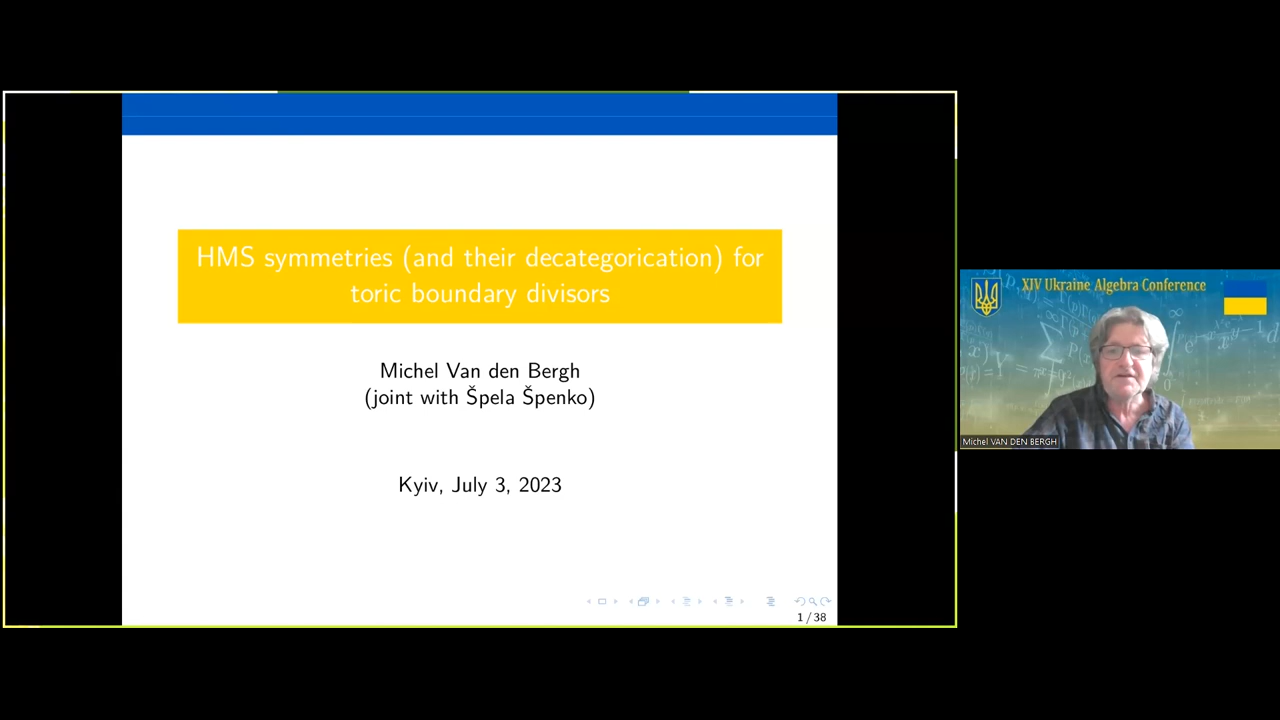 HMS symmetries (and their decategorication) for
toric boundary divisors
Michel Van den Bergh
(joint with Špela Špenko)
Kyiv, July 3, 2023
1 / 38
XIV Ukraine Algebra Conference
Michel VAN DEN BERGH